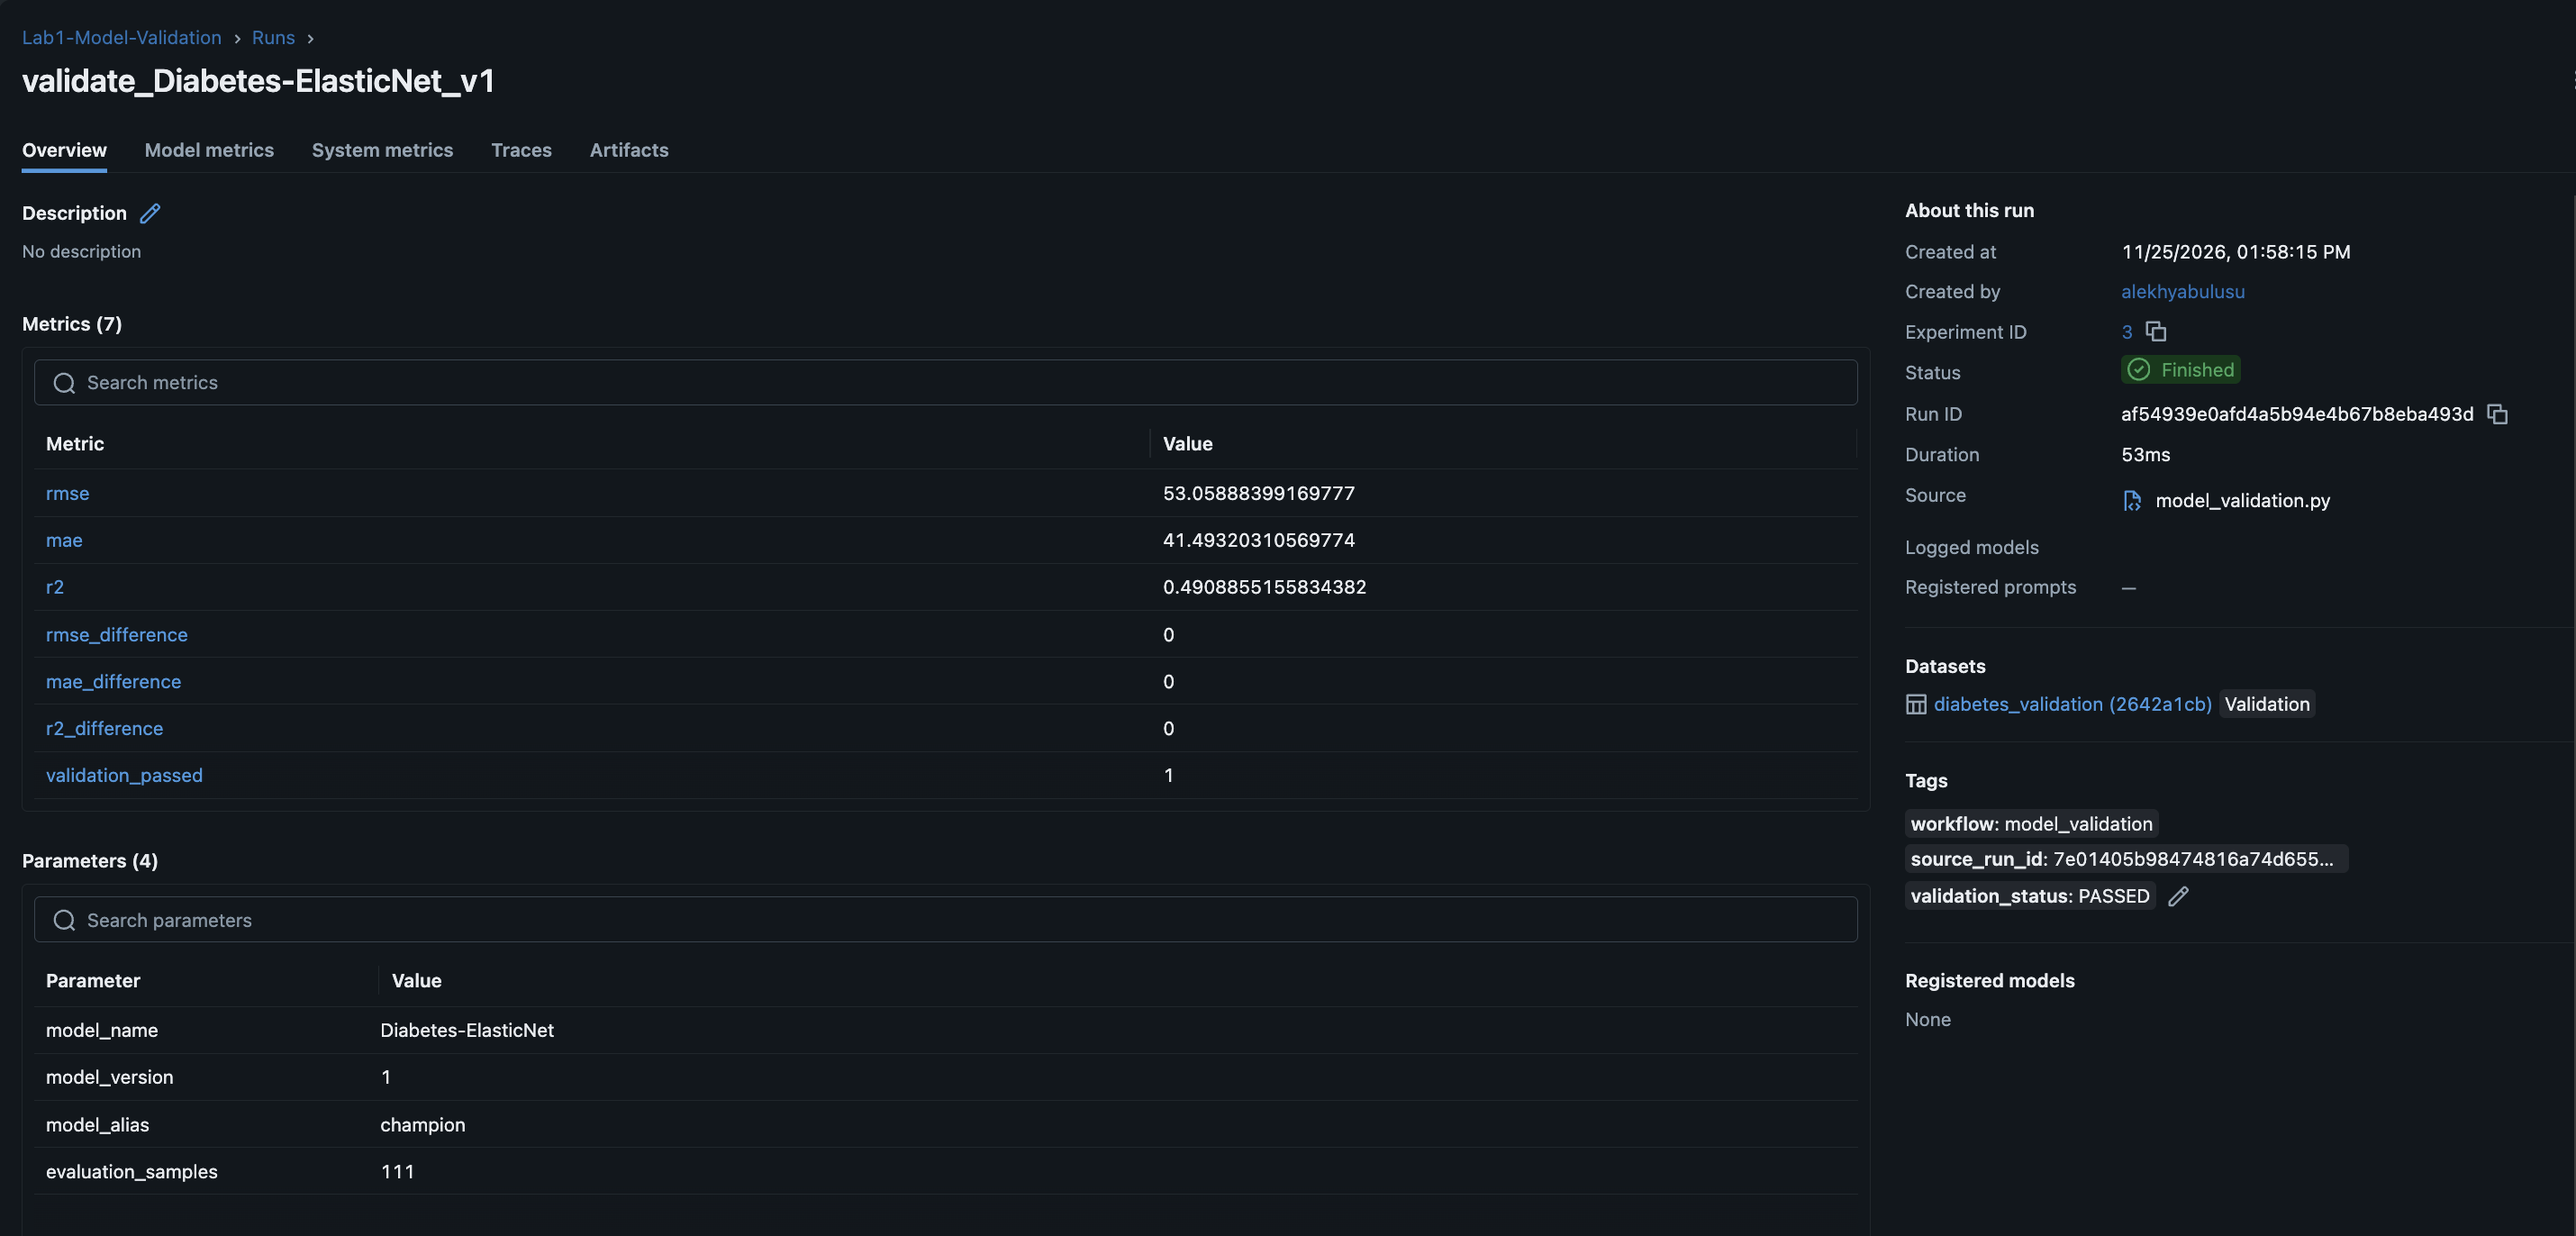 Lab1-Model-Validation > Runs >
validate_Diabetes-ElasticNet_v1
Overview Model metrics System metrics Traces Artifacts
Description
No description
Metrics (7)
Search metrics
Metric Value
rmse 53.05888399169777
mae 41.49320310569774
r2 0.4908855155834382
rmse_difference 0
mae_difference 0
r2_difference 0
validation_passed 1
Parameters (4)
Search parameters
Parameter Value
model_name Diabetes-ElasticNet
model_version 1
model_alias champion
evaluation_samples 111
About this run
Created at 11/25/2026, 01:58:15 PM
Created by alekhyabulusu
Experiment ID 3
Status Finished
Run ID af54939e0afd4a5b94e4b67b8eba493d
Duration 53ms
Source model_validation.py
Logged models
Registered prompts —
Datasets
diabetes_validation (2642a1cb) Validation
Tags
workflow: model_validation
source_run_id: 7e01405b98474816a74d655...
validation_status: PASSED
Registered models
None